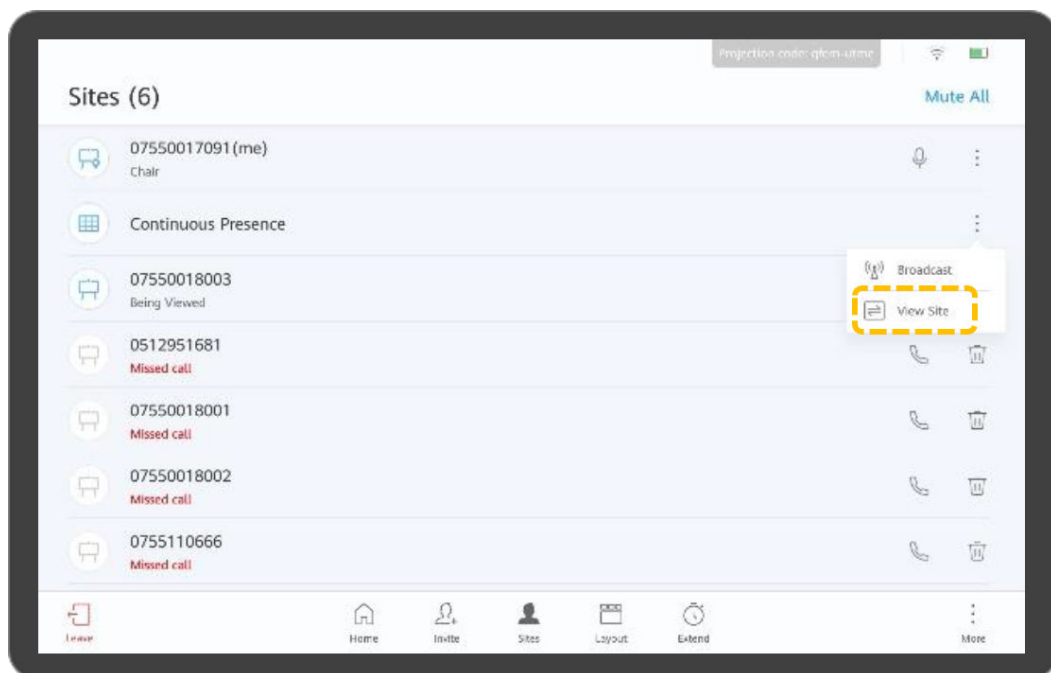 Projection code: qfem-utme
Sites (6)
Mute All
07550017091(me)
Chair
Continuous Presence
Broadcast
07550018003
Being Viewed
View Site
0512951681
Missed call
07550018001
Missed call
07550018002
Missed call
0755110666
Missed call
Leave
Home
Invite
Sites
Layout
Extend
More